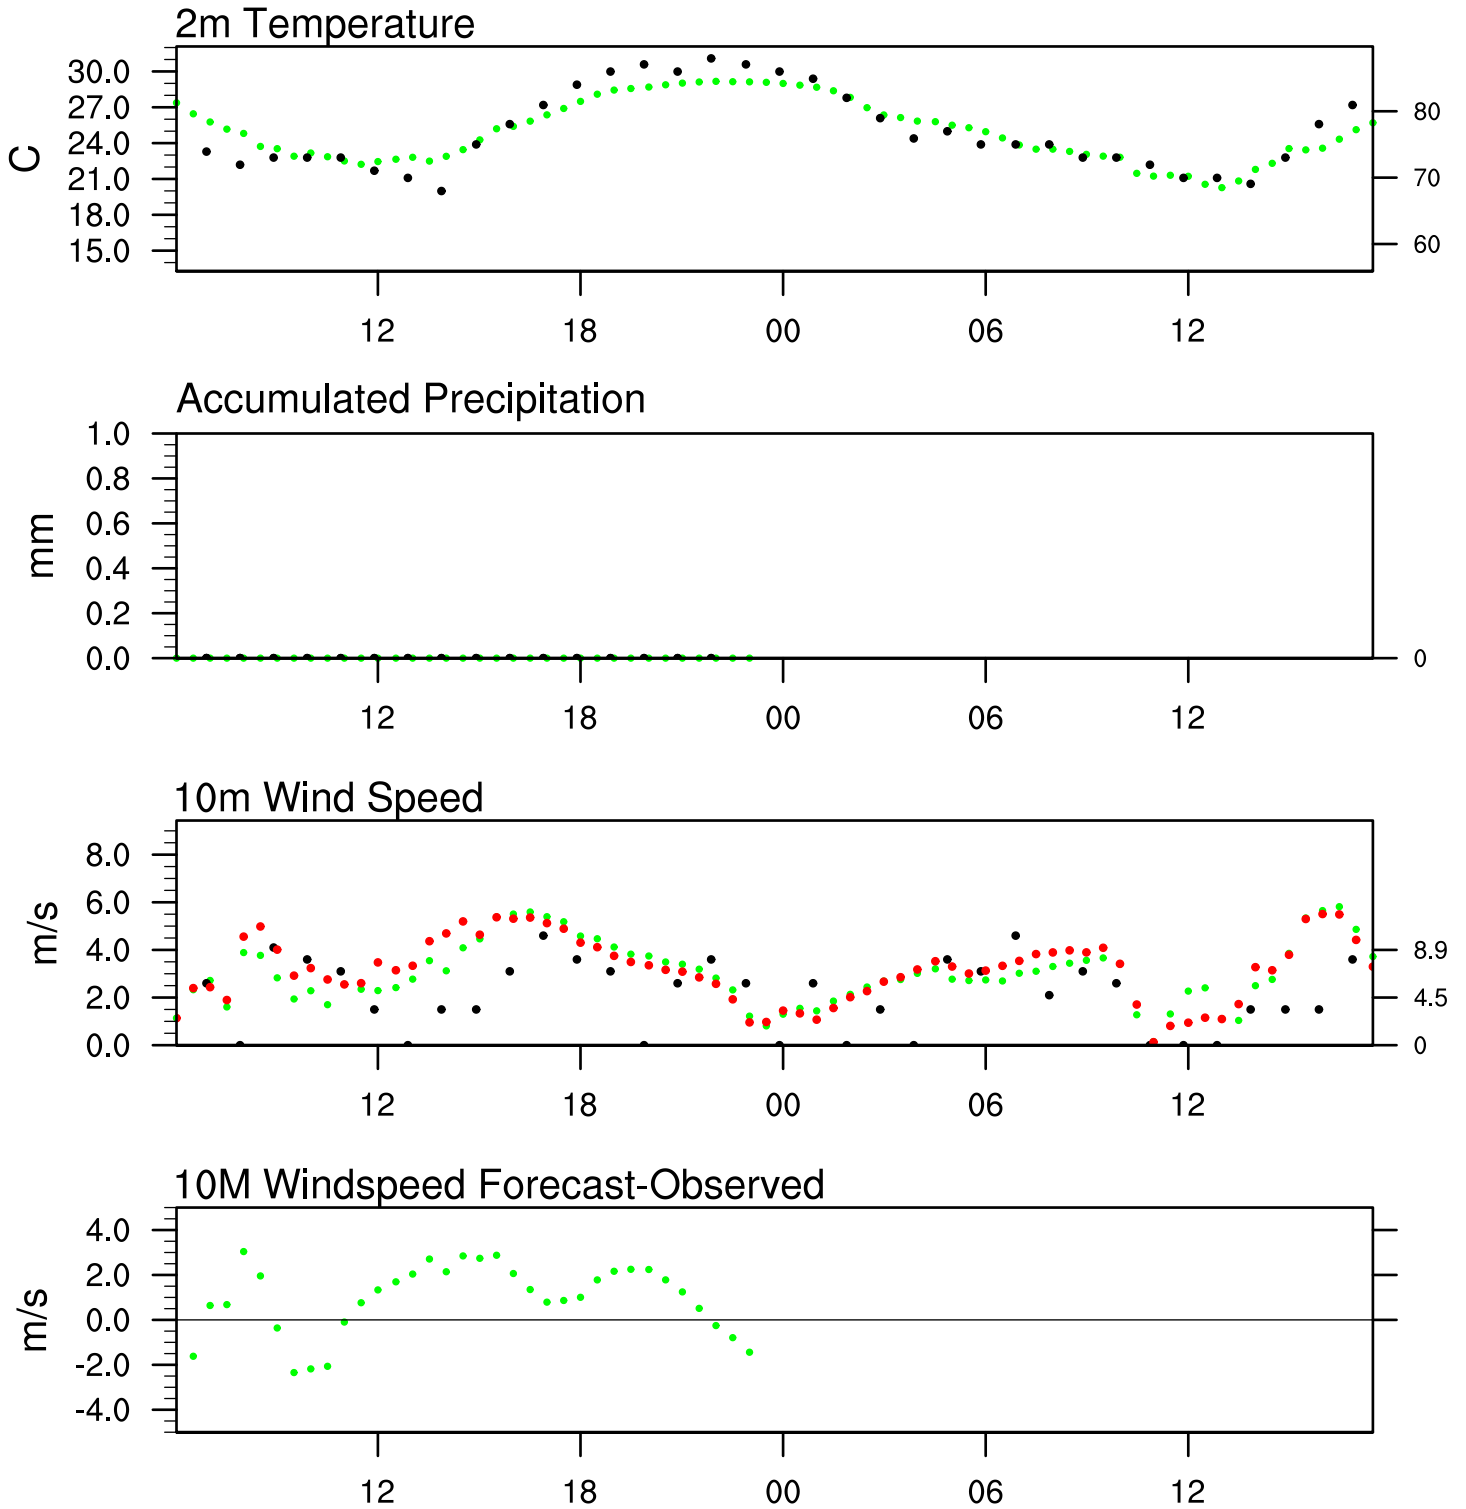 2m Temperature
30.0
27.0
24.0
21.0
18.0
15.0
C
80
70
60
12 18 00 06 12
Accumulated Precipitation
1.0
0.8
0.6
0.4
0.2
0.0
mm
0
12 18 00 06 12
10m Wind Speed
8.0
6.0
4.0
2.0
0.0
m/s
8.9
4.5
0
12 18 00 06 12
10M Windspeed Forecast-Observed
4.0
2.0
0.0
-2.0
-4.0
m/s
12 18 00 06 12